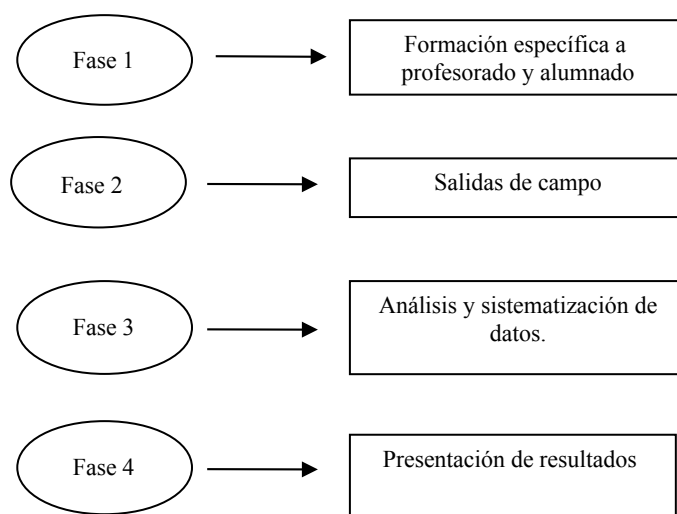 Fase 1
Formación específica a
profesorado y alumnado
Fase 2
Salidas de campo
Fase 3
Análisis y sistematización de
datos.
Fase 4
Presentación de resultados